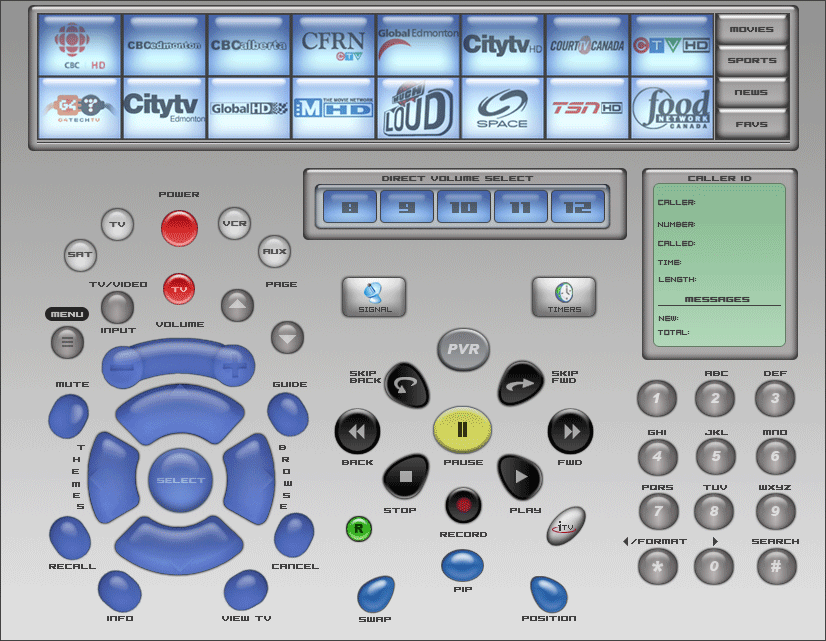 CBC HD
CBCedmonton
CBCalberta
CFRN CTV
Global Edmonton
Citytv HD
COURT TV CANADA
CTV HD
MOVIES
SPORTS
G4 G4TECHTV
Citytv Edmonton
Global HD
THE MOVIE NETWORK MHD
MUCH LOUD
SPACE
TSN HD
food NETWORK CANADA
NEWS
FAVS
DIRECT VOLUME SELECT
8 9 10 11 12
CALLER ID
CALLER:
NUMBER:
CALLED:
TIME:
LENGTH:
MESSAGES
NEW:
TOTAL:
POWER
TV
VCR
SAT
AUX
TV/VIDEO
TV
PAGE
INPUT
VOLUME
MENU
MUTE
GUIDE
THEMES
SELECT
BROWSE
RECALL
CANCEL
INFO
VIEW TV
SIGNAL
TIMERS
PVR
SKIP BACK
SKIP FWD
BACK
PAUSE
FWD
STOP
PLAY
R
RECORD
iTV
PIP
SWAP
POSITION
ABC DEF
1 2 3
GHI JKL MNO
4 5 6
PQRS TUV WXYZ
7 8 9
/FORMAT SEARCH
* 0 #